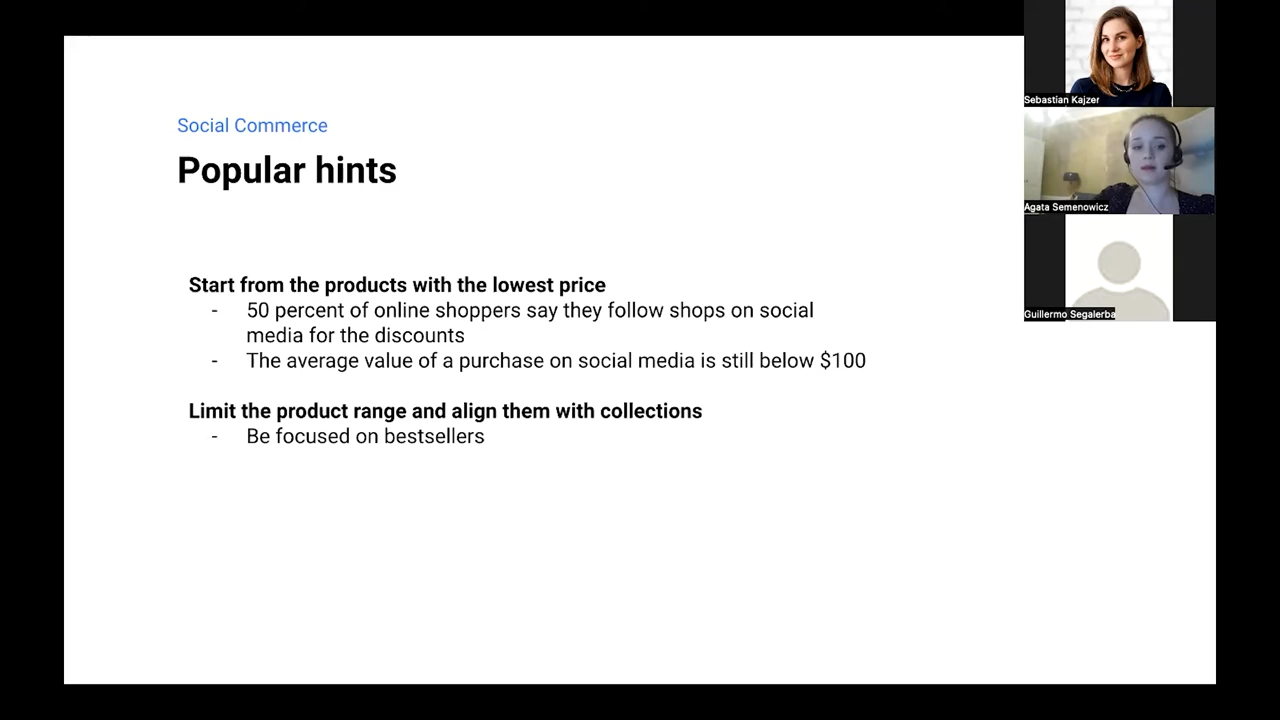 Social Commerce
Popular hints
Start from the products with the lowest price
- 50 percent of online shoppers say they follow shops on social
media for the discounts
- The average value of a purchase on social media is still below $100
Limit the product range and align them with collections
- Be focused on bestsellers
Sebastian Kajzer
Agata Semenowicz
Guillermo Segalerba